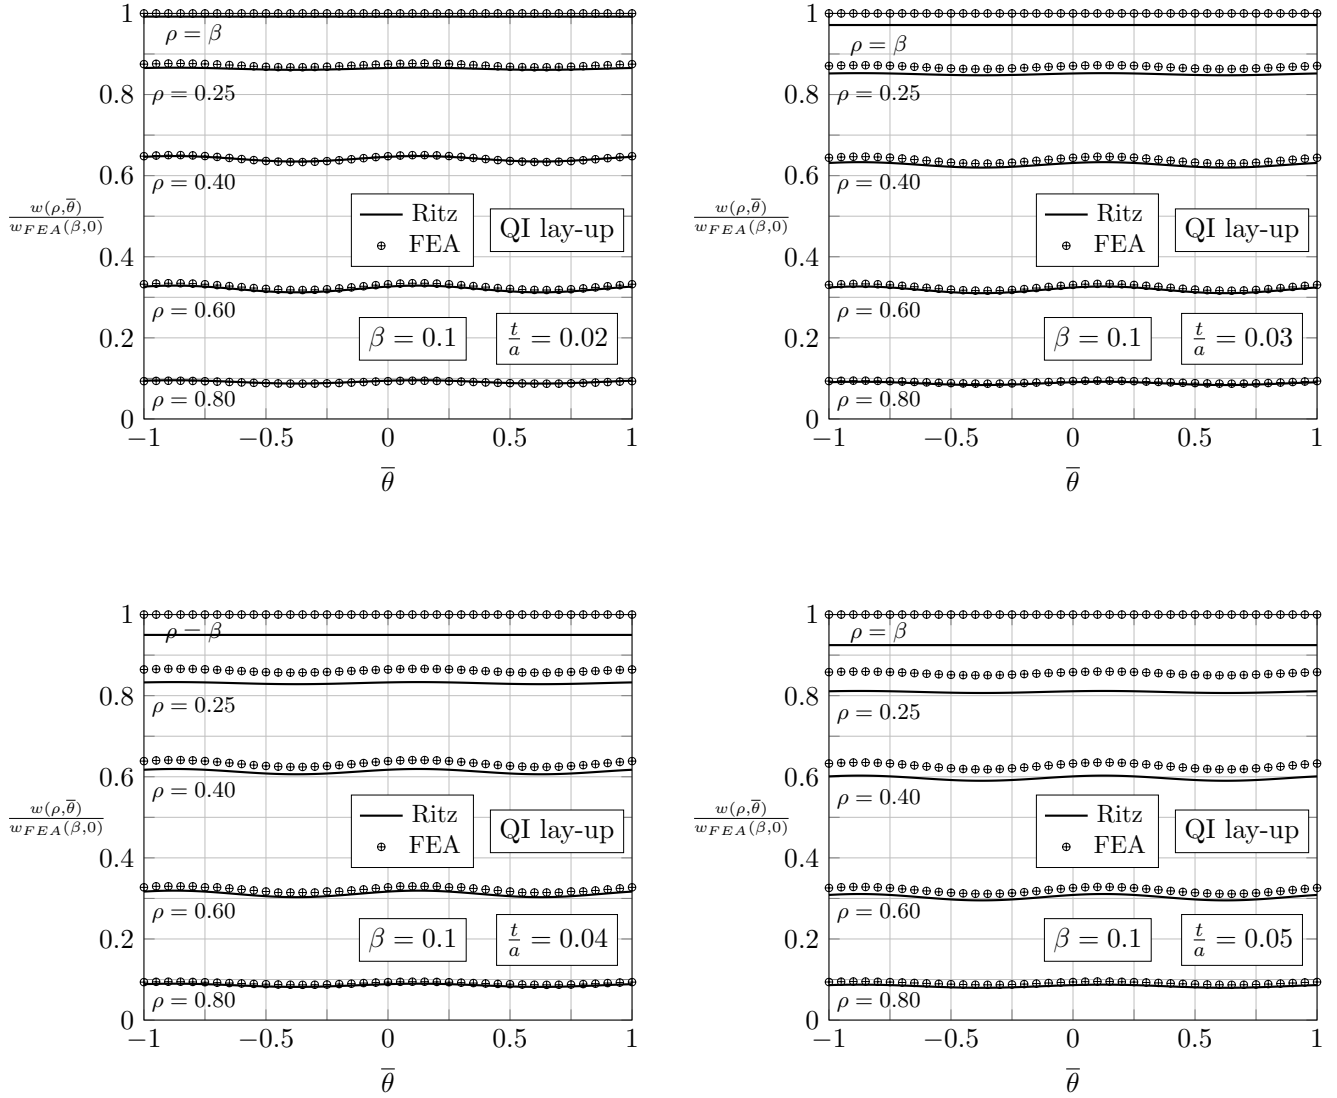 1
ρ = β
ρ = 0.25
0.8
0.6
ρ = 0.40
w(ρ,θ̅)
w_FEA(β,0)
Ritz
FEA
QI lay-up
0.4
ρ = 0.60
0.2
β = 0.1
t/a = 0.02
ρ = 0.80
0
−1 −0.5 0 0.5 1
θ̅
1
ρ = β
ρ = 0.25
0.8
0.6
ρ = 0.40
w(ρ,θ̅)
w_FEA(β,0)
Ritz
FEA
QI lay-up
0.4
ρ = 0.60
0.2
β = 0.1
t/a = 0.03
ρ = 0.80
0
−1 −0.5 0 0.5 1
θ̅
1
ρ = β
0.8
ρ = 0.25
0.6
ρ = 0.40
w(ρ,θ̅)
w_FEA(β,0)
Ritz
FEA
QI lay-up
0.4
ρ = 0.60
0.2
β = 0.1
t/a = 0.04
ρ = 0.80
0
−1 −0.5 0 0.5 1
θ̅
1
ρ = β
0.8
ρ = 0.25
0.6
ρ = 0.40
w(ρ,θ̅)
w_FEA(β,0)
Ritz
FEA
QI lay-up
0.4
ρ = 0.60
0.2
β = 0.1
t/a = 0.05
ρ = 0.80
0
−1 −0.5 0 0.5 1
θ̅